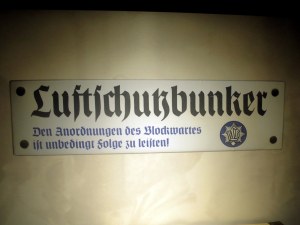 Luftschutzbunker
Den Anordnungen des Blockwartes
ist unbedingt Folge zu leisten!